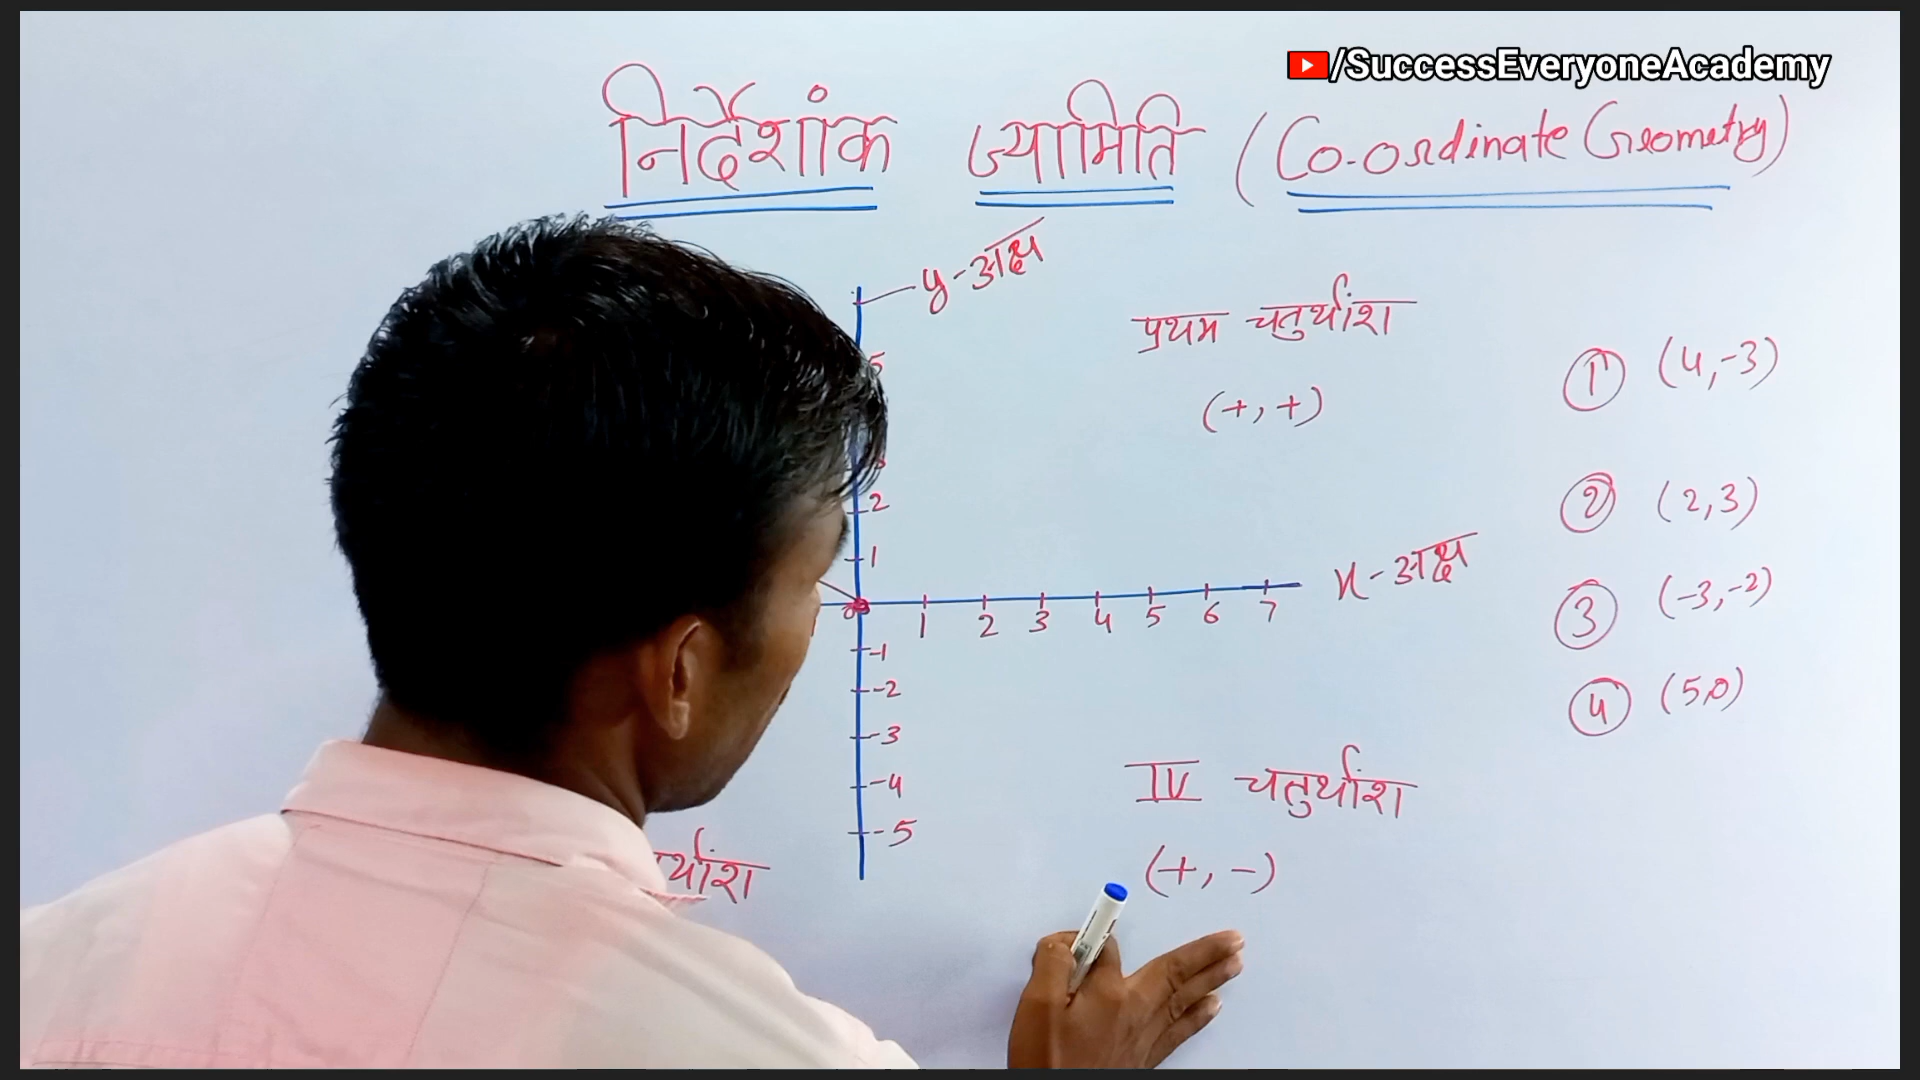 /SuccessEveryoneAcademy
निर्देशांक ज्यामिति (Co-ordinate Geometry)
y-अक्ष
प्रथम चतुर्थांश
(+,+)
① (4,-3)
② (2,3)
③ (-3,-2)
④ (5,0)
2
1
x-अक्ष
0 1 2 3 4 5 6 7
-1
-2
-3
-4
-5
IV चतुर्थांश
(+,-)